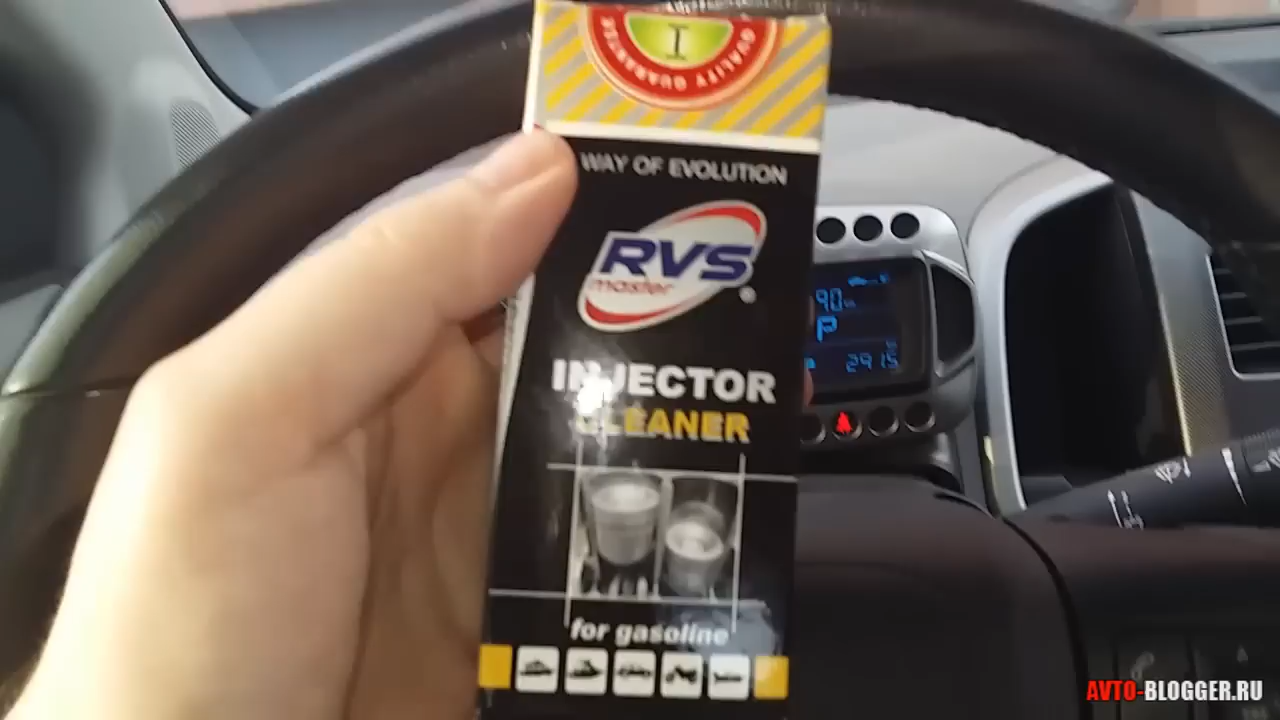 I
QUALITY GUARANTEE
WAY OF EVOLUTION
RVS
master
®
INJECTOR
CLEANER
for gasoline
90
P
2915
AVTO-BLOGGER.RU